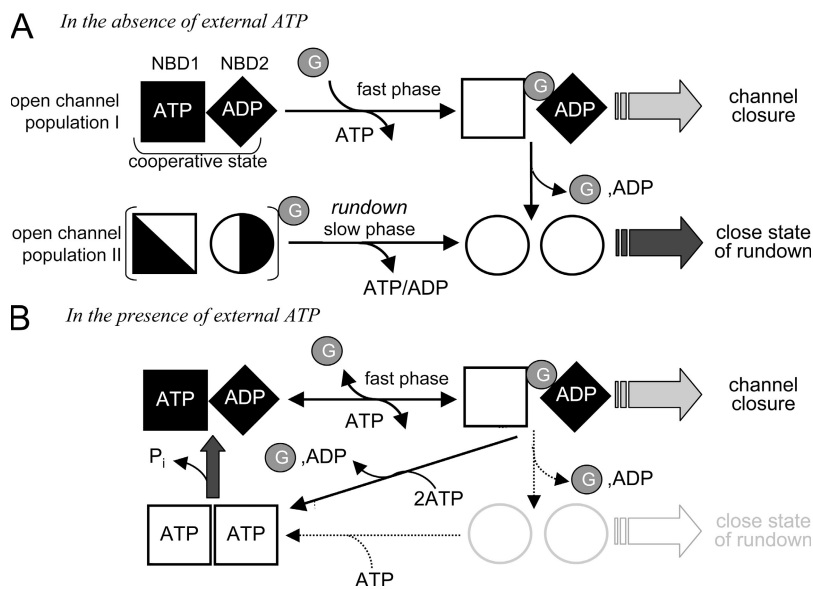 A
In the absence of external ATP
NBD1 NBD2
G
open channel
population I
ATP ADP
fast phase
ATP
G
ADP
channel
closure
cooperative state
G ,ADP
open channel
population II
G
rundown
slow phase
ATP/ADP
close state
of rundown
B
In the presence of external ATP
G
ATP ADP
fast phase
ATP
G
ADP
channel
closure
Pi
G ,ADP
2ATP
G ,ADP
ATP ATP
ATP
close state
of rundown